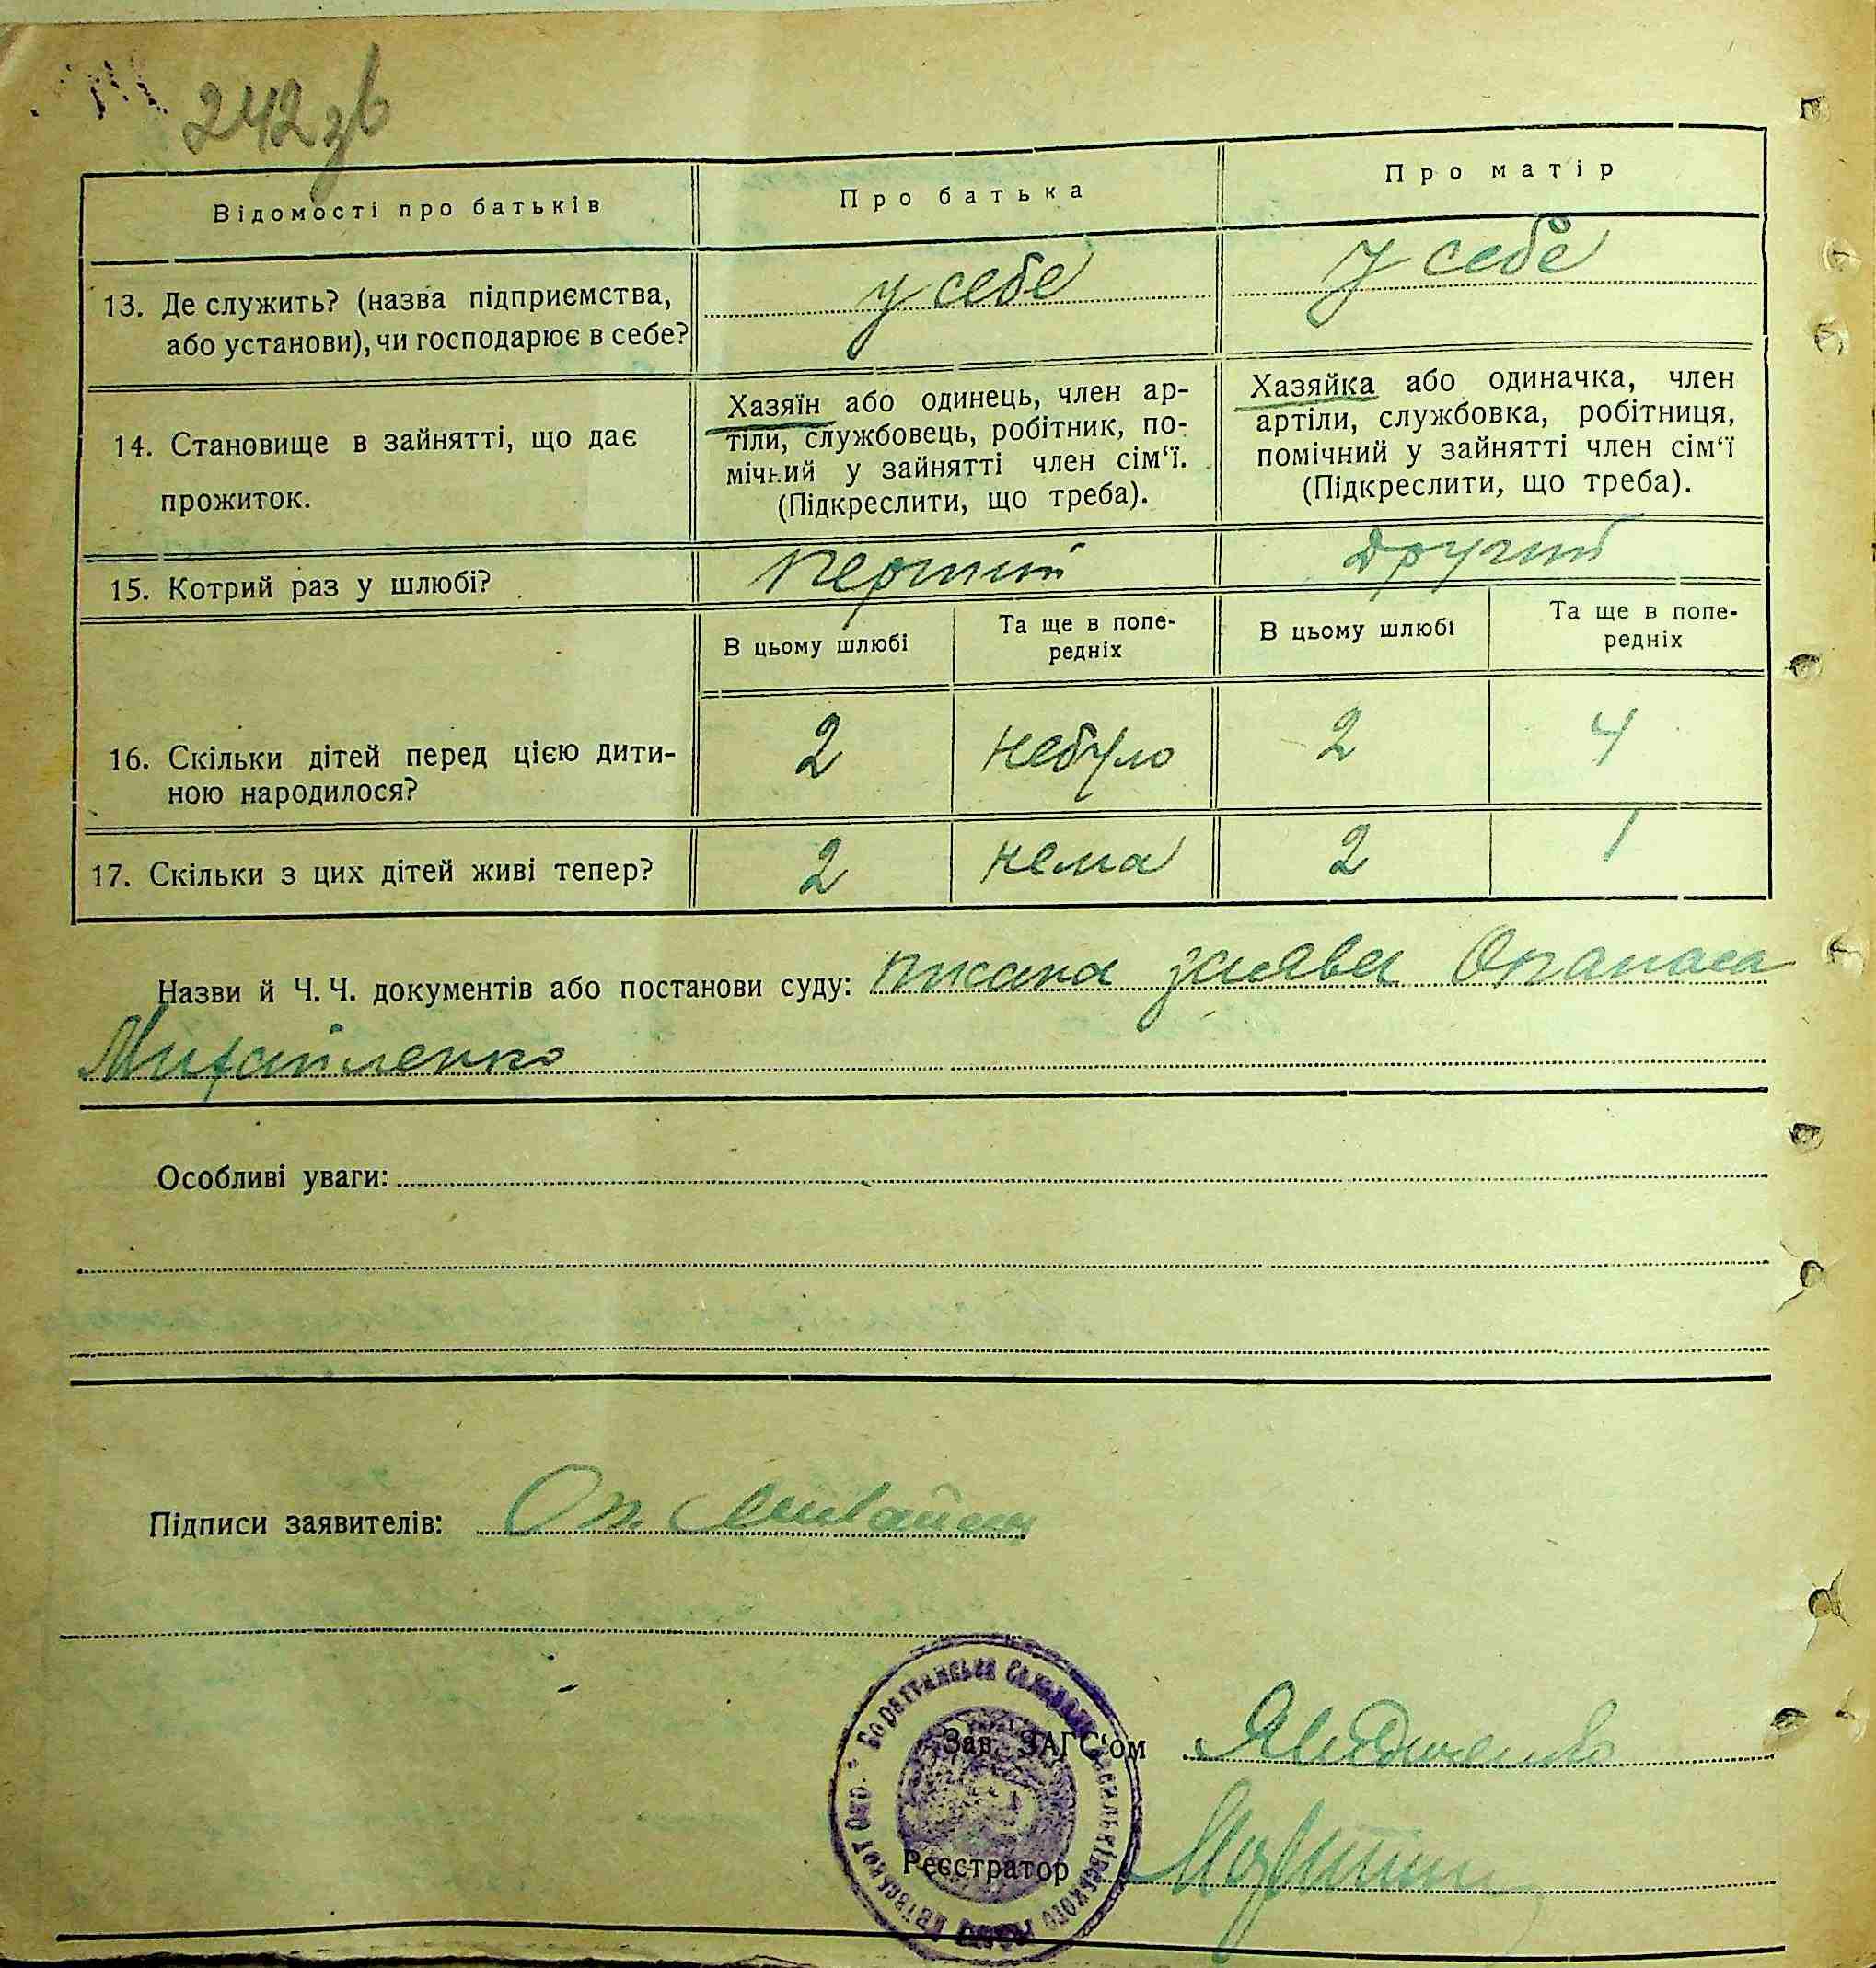 242 зв
Відомості про батьків
Про батька
Про матір
13. Де служить? (назва підприємства,
або установи), чи господарює в себе?
у себе
у себе
14. Становище в зайнятті, що дає
прожиток.
Хазяїн або одинець, член ар-
тіли, службовець, робітник, по-
мічний у зайнятті член сім‘ї.
(Підкреслити, що треба).
Хазяйка або одиначка, член
артіли, службовка, робітниця,
помічний у зайнятті член сім‘ї
(Підкреслити, що треба).
15. Котрий раз у шлюбі?
перший
другий
В цьому шлюбі
Та ще в попе-
редніх
В цьому шлюбі
Та ще в попе-
редніх
16. Скільки дітей перед цією дити-
ною народилося?
2
небуло
2
4
17. Скільки з цих дітей живі тепер?
2
нема
2
1
Назви й Ч. Ч. документів або постанови суду: писана заява Опанаса
Михайленко
Особливі уваги:
Підписи заявителів: Оп.
Зав. ЗАГС‘ом
Реєстратор